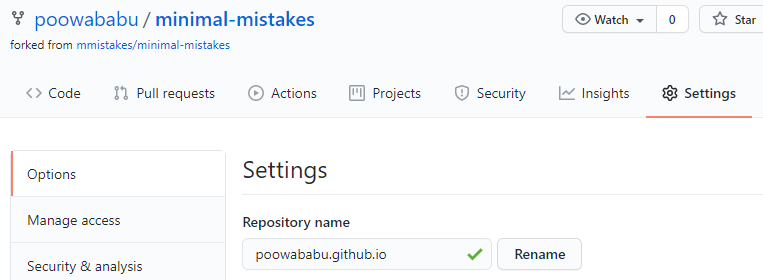 poowababu / minimal-mistakes Watch 0 Star
forked from mmistakes/minimal-mistakes
Code Pull requests Actions Projects Security Insights Settings
Options
Manage access
Security & analysis
Settings
Repository name
poowababu.github.io Rename